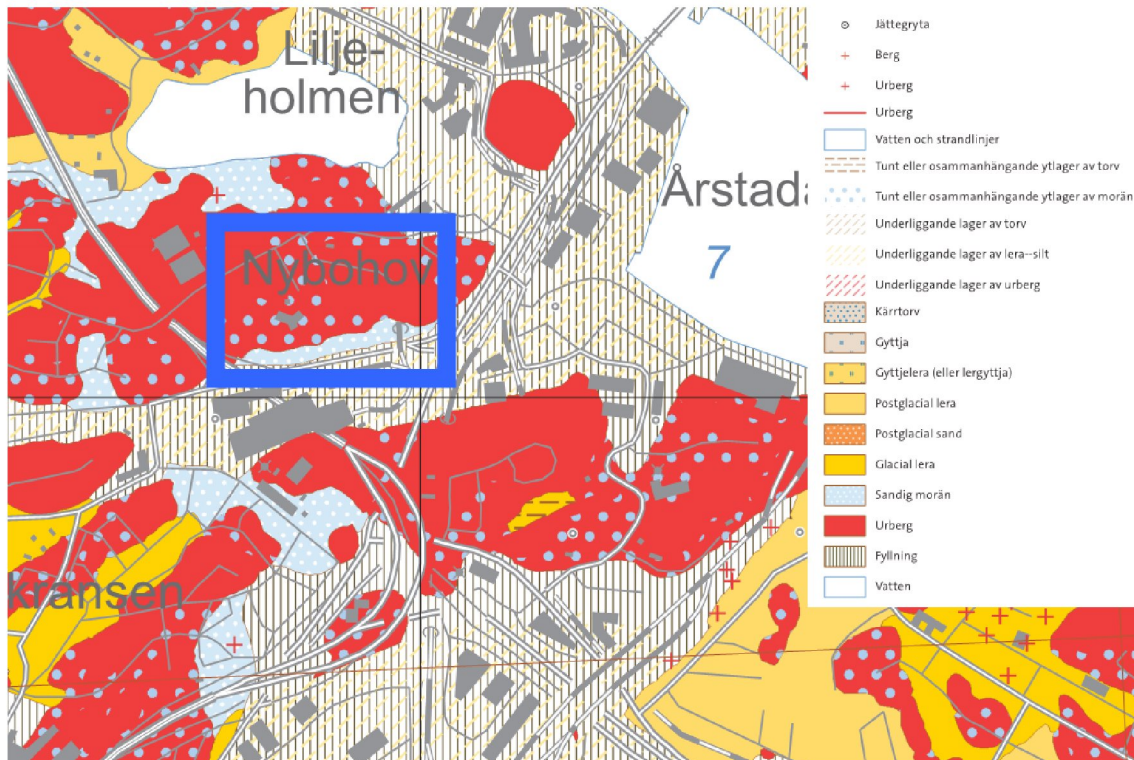 Lilje-
holmen
Årstada
7
Nybohov
kransen
Jättegryta
Berg
Urberg
Urberg
Vatten och strandlinjer
Tunt eller osammanhängande ytlager av torv
Tunt eller osammanhängande ytlager av morän
Underliggande lager av torv
Underliggande lager av lera--silt
Underliggande lager av urberg
Kärrtorv
Gyttja
Gyttjelera (eller lergyttja)
Postglacial lera
Postglacial sand
Glacial lera
Sandig morän
Urberg
Fyllning
Vatten